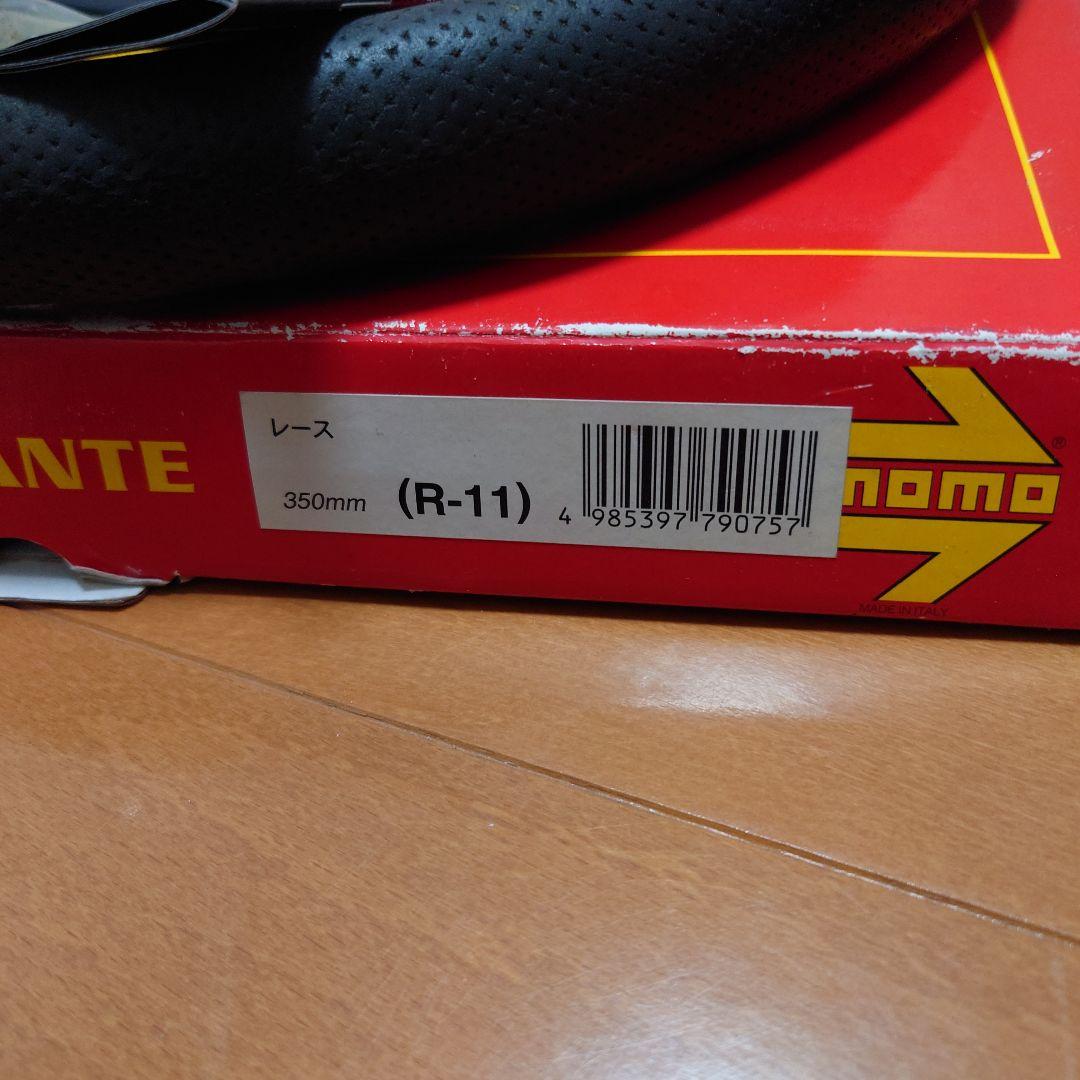 ANTE
レース
350mm (R-11)
4 985397 790757
momo®
MADE IN ITALY